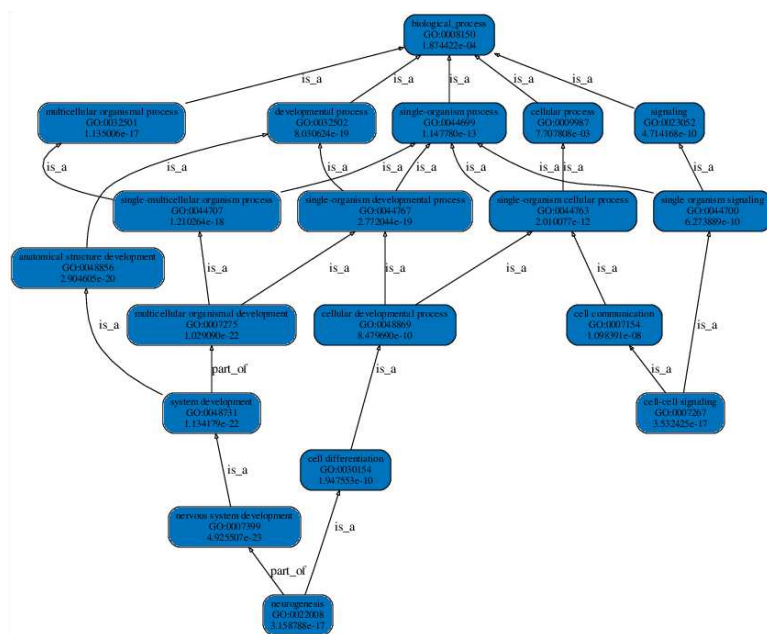 biological_process
GO:0008150
1.874422e-04
is_a
is_a
is_a
is_a
is_a
multicellular organismal process
GO:0032501
1.135006e-17
developmental process
GO:0032502
8.030624e-19
single-organism process
GO:0044699
1.147780e-13
cellular process
GO:0009987
7.707808e-03
signaling
GO:0023052
4.714168e-10
is_a
is_a
is_a
is_a
is_a
is_a
is_a
is_a
is_a
single-multicellular organism process
GO:0044707
1.210264e-18
single-organism developmental process
GO:0044767
2.772044e-19
single-organism cellular process
GO:0044763
2.010077e-12
single organism signaling
GO:0044700
6.273889e-10
anatomical structure development
GO:0048856
2.904605e-20
is_a
is_a
is_a
is_a
is_a
is_a
is_a
multicellular organismal development
GO:0007275
1.029090e-22
cellular developmental process
GO:0048869
8.479690e-10
cell communication
GO:0007154
1.098391e-08
part_of
is_a
is_a
system development
GO:0048731
1.134179e-22
cell-cell signaling
GO:0007267
3.532425e-17
is_a
cell differentiation
GO:0030154
1.947553e-10
nervous system development
GO:0007399
4.925507e-23
is_a
part_of
neurogenesis
GO:0022008
3.158788e-17